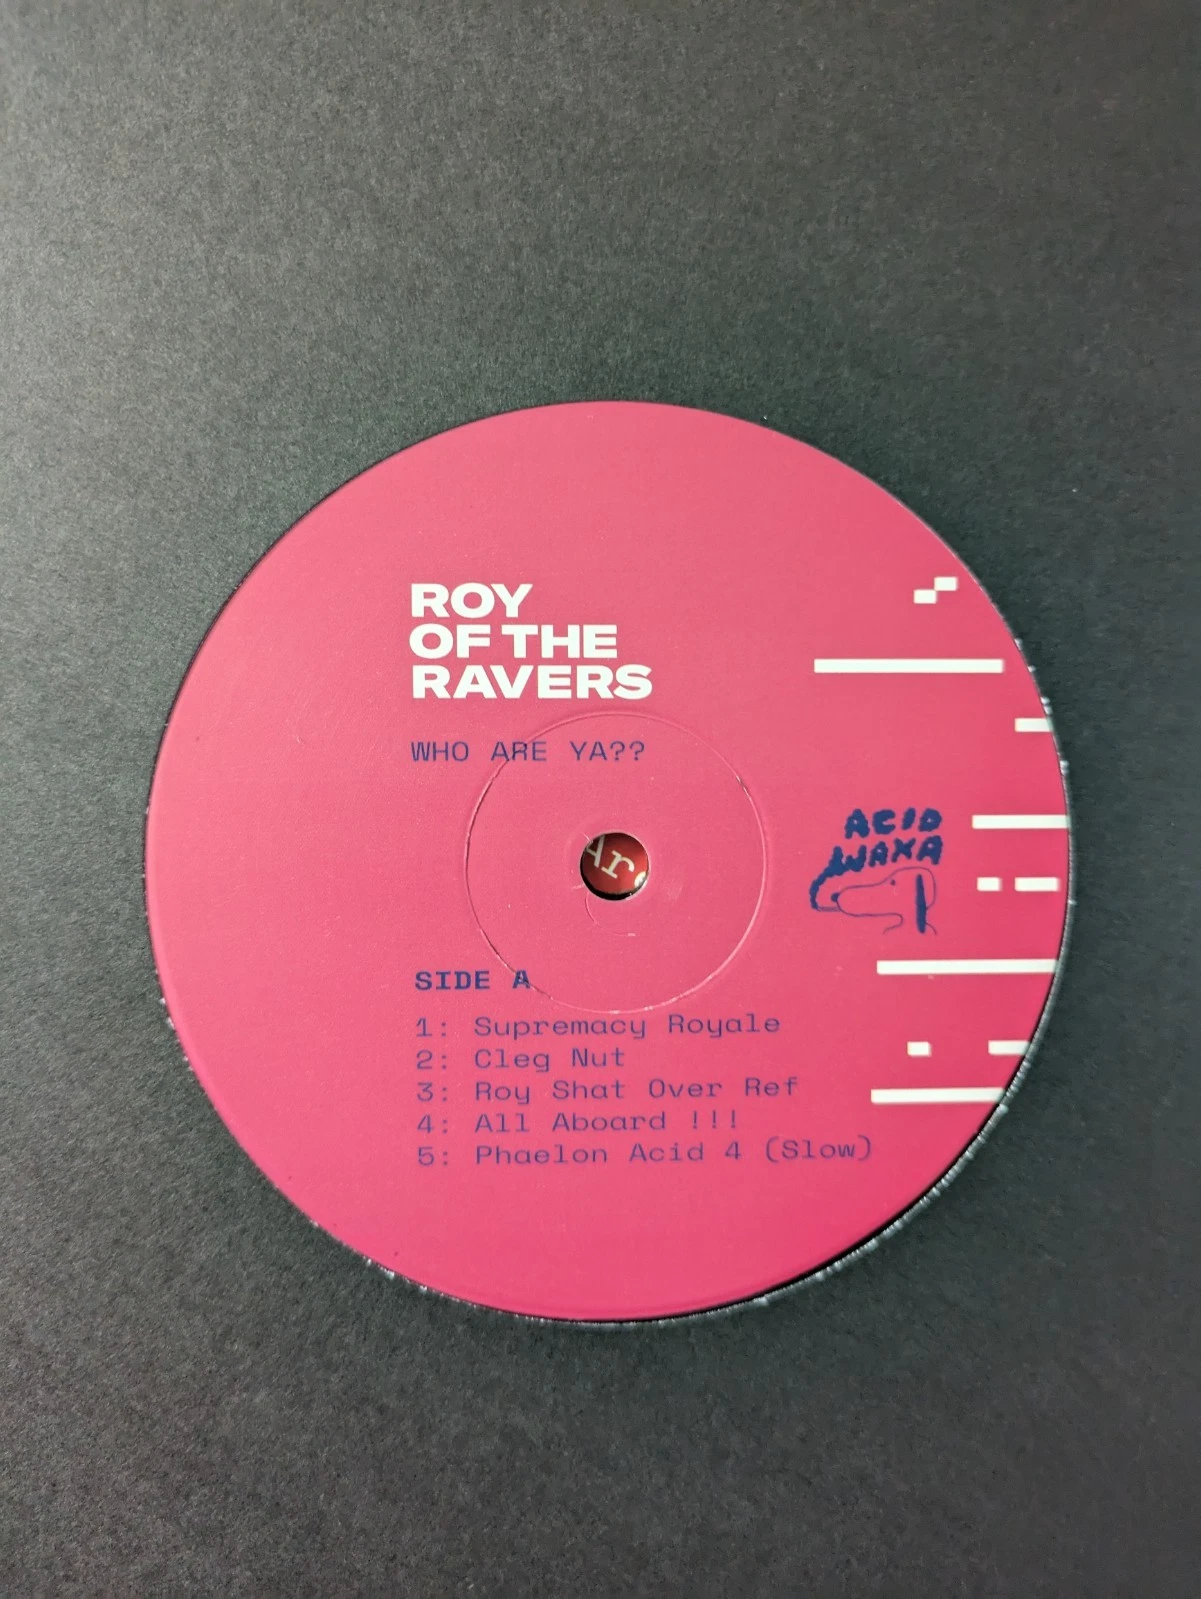 ROY
OF THE
RAVERS
WHO ARE YA??
ACID
WAXA
Ar
SIDE A
1: Supremacy Royale
2: Cleg Nut
3: Roy Shat Over Ref
4: All Aboard !!!
5: Phaelon Acid 4 (Slow)